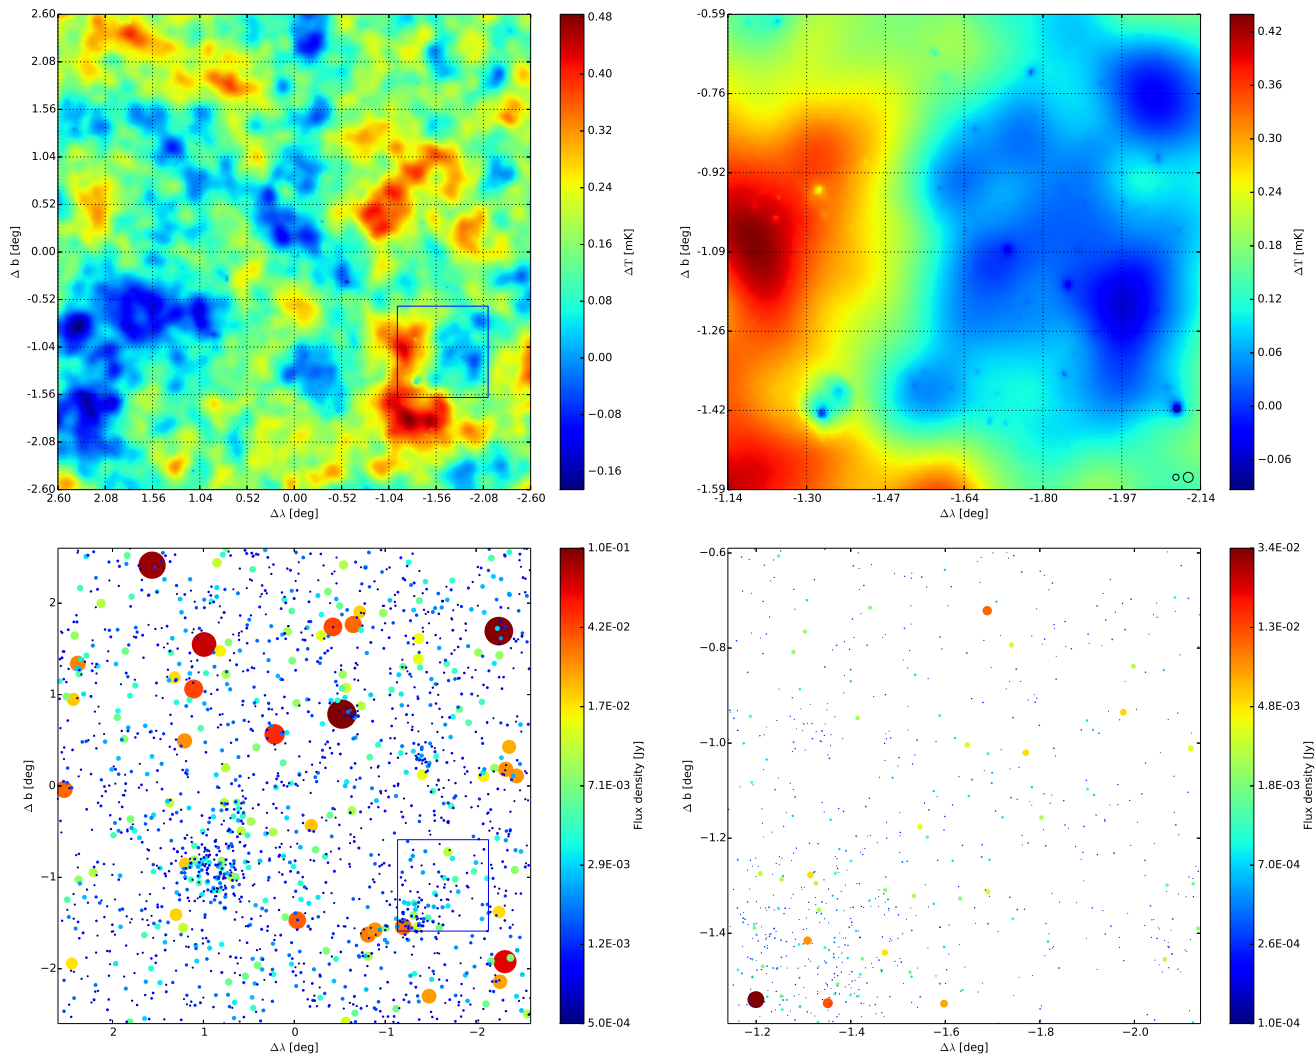 2.60
2.08
1.56
1.04
0.52
0.00
-0.52
-1.04
-1.56
-2.08
-2.60
Δ b [deg]
2.60 2.08 1.56 1.04 0.52 0.00 -0.52 -1.04 -1.56 -2.08 -2.60
Δλ [deg]
0.48
0.40
0.32
0.24
0.16
0.08
0.00
−0.08
−0.16
ΔT [mK]
-0.59
-0.76
-0.92
-1.09
-1.26
-1.42
-1.59
Δ b [deg]
-1.14 -1.30 -1.47 -1.64 -1.80 -1.97 -2.14
Δλ [deg]
0.42
0.36
0.30
0.24
0.18
0.12
0.06
0.00
−0.06
ΔT [mK]
2
1
0
−1
−2
Δ b [deg]
2 1 0 −1 −2
Δλ [deg]
1.0E-01
4.2E-02
1.7E-02
7.1E-03
2.9E-03
1.2E-03
5.0E-04
Flux density [Jy]
−0.6
−0.8
−1.0
−1.2
−1.4
Δ b [deg]
−1.2 −1.4 −1.6 −1.8 −2.0
Δλ [deg]
3.4E-02
1.3E-02
4.8E-03
1.8E-03
7.0E-04
2.6E-04
1.0E-04
Flux density [Jy]